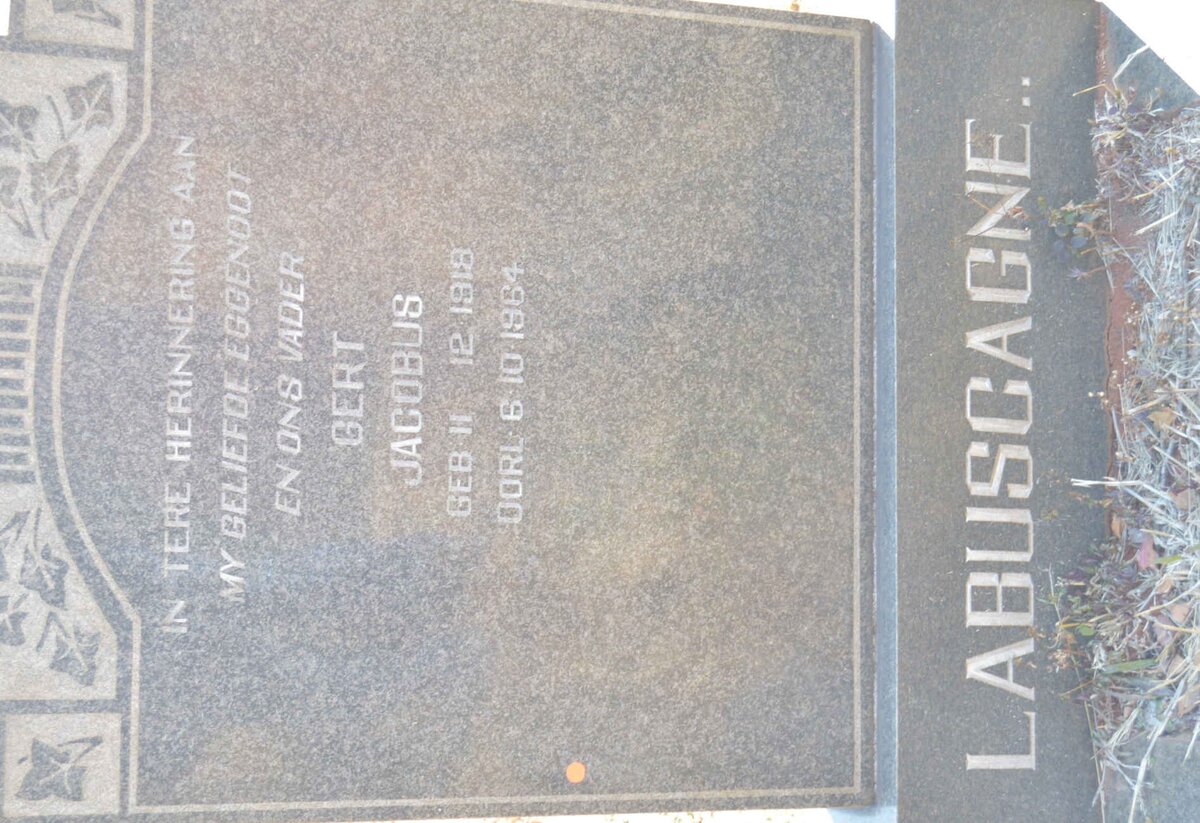 IN TERE HERINNERING AAN
MY GELIEFDE EGGENOOT
EN ONS VADER
GERT
JACOBUS
GEB 11 12 1918
OORL 6 10 1964
LABUSCAGNE..